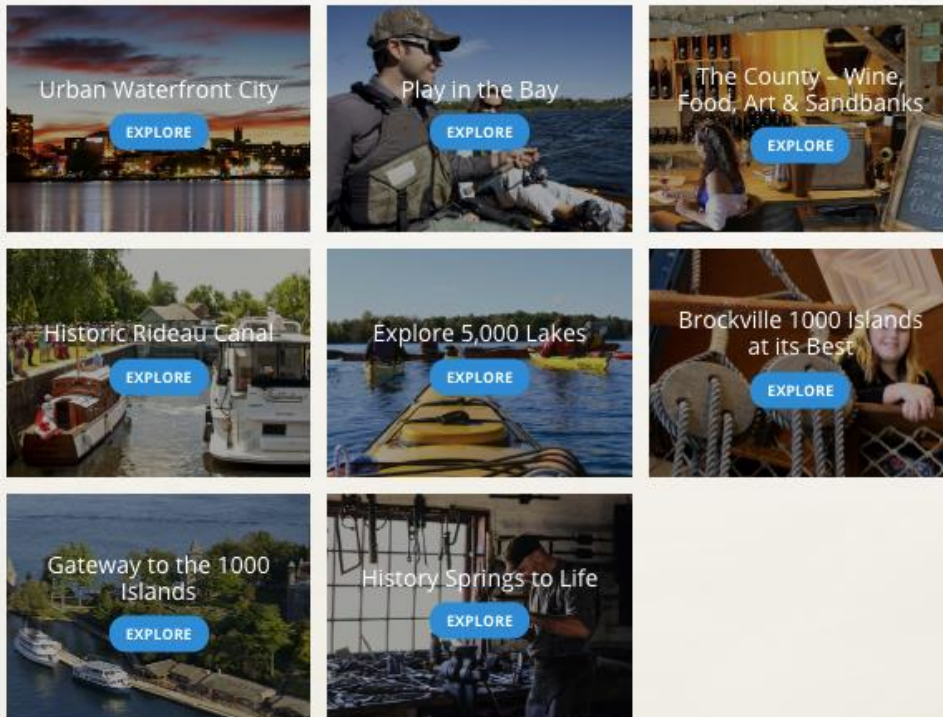 Urban Waterfront City
EXPLORE
Play in the Bay
EXPLORE
The County – Wine,
Food, Art & Sandbanks
EXPLORE
Historic Rideau Canal
EXPLORE
Explore 5,000 Lakes
EXPLORE
Brockville 1000 Islands
at its Best
EXPLORE
Gateway to the 1000
Islands
EXPLORE
History Springs to Life
EXPLORE